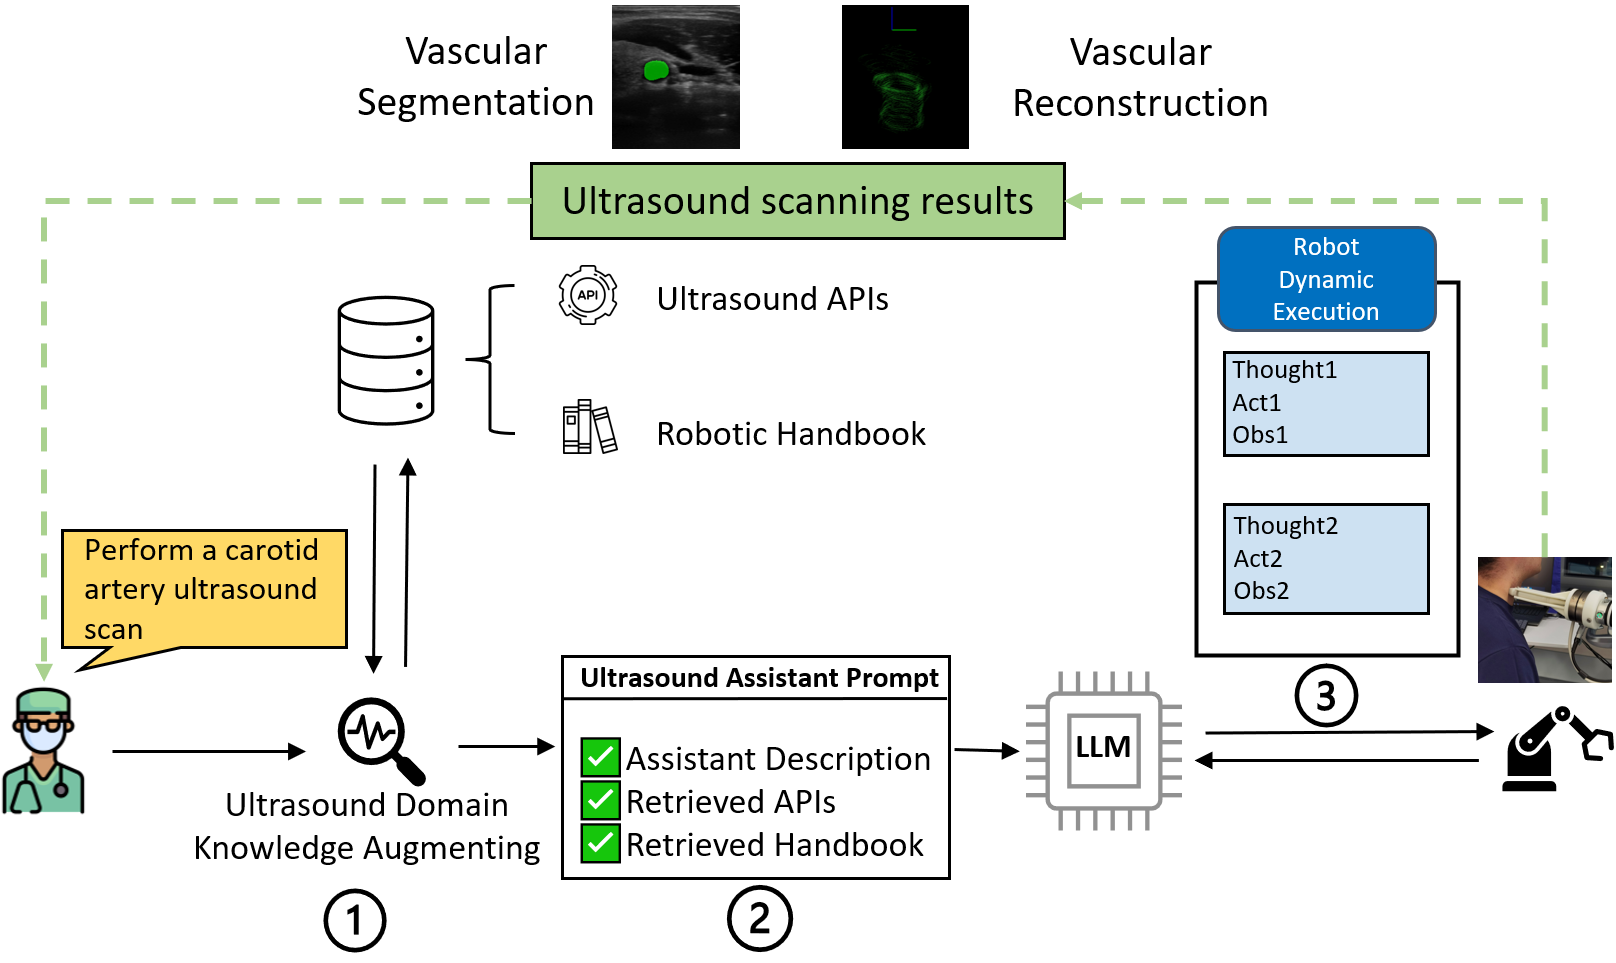 Vascular
Segmentation
Vascular
Reconstruction
Ultrasound scanning results
API
Ultrasound APIs
Robotic Handbook
Robot
Dynamic
Execution
Thought1
Act1
Obs1
Thought2
Act2
Obs2
3
Perform a carotid
artery ultrasound
scan
Ultrasound Domain
Knowledge Augmenting
1
Ultrasound Assistant Prompt
Assistant Description
Retrieved APIs
Retrieved Handbook
2
LLM